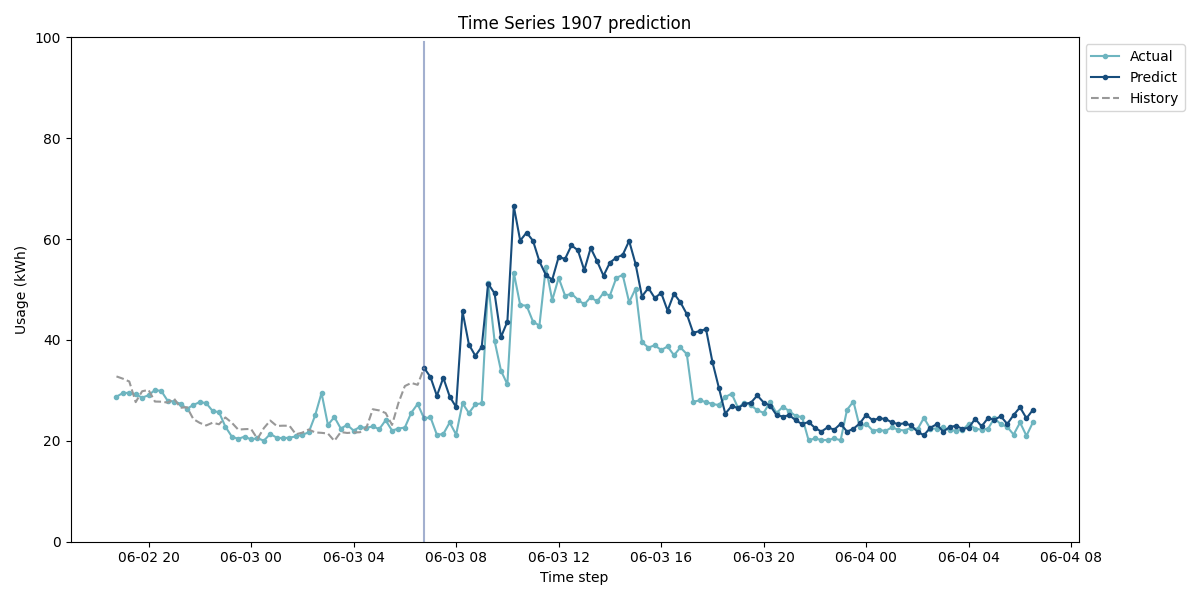 Time Series 1907 prediction
100
80
60
40
20
0
Usage (kWh)
06-02 20
06-03 00
06-03 04
06-03 08
06-03 12
06-03 16
06-03 20
06-04 00
06-04 04
06-04 08
Time step
Actual
Predict
History